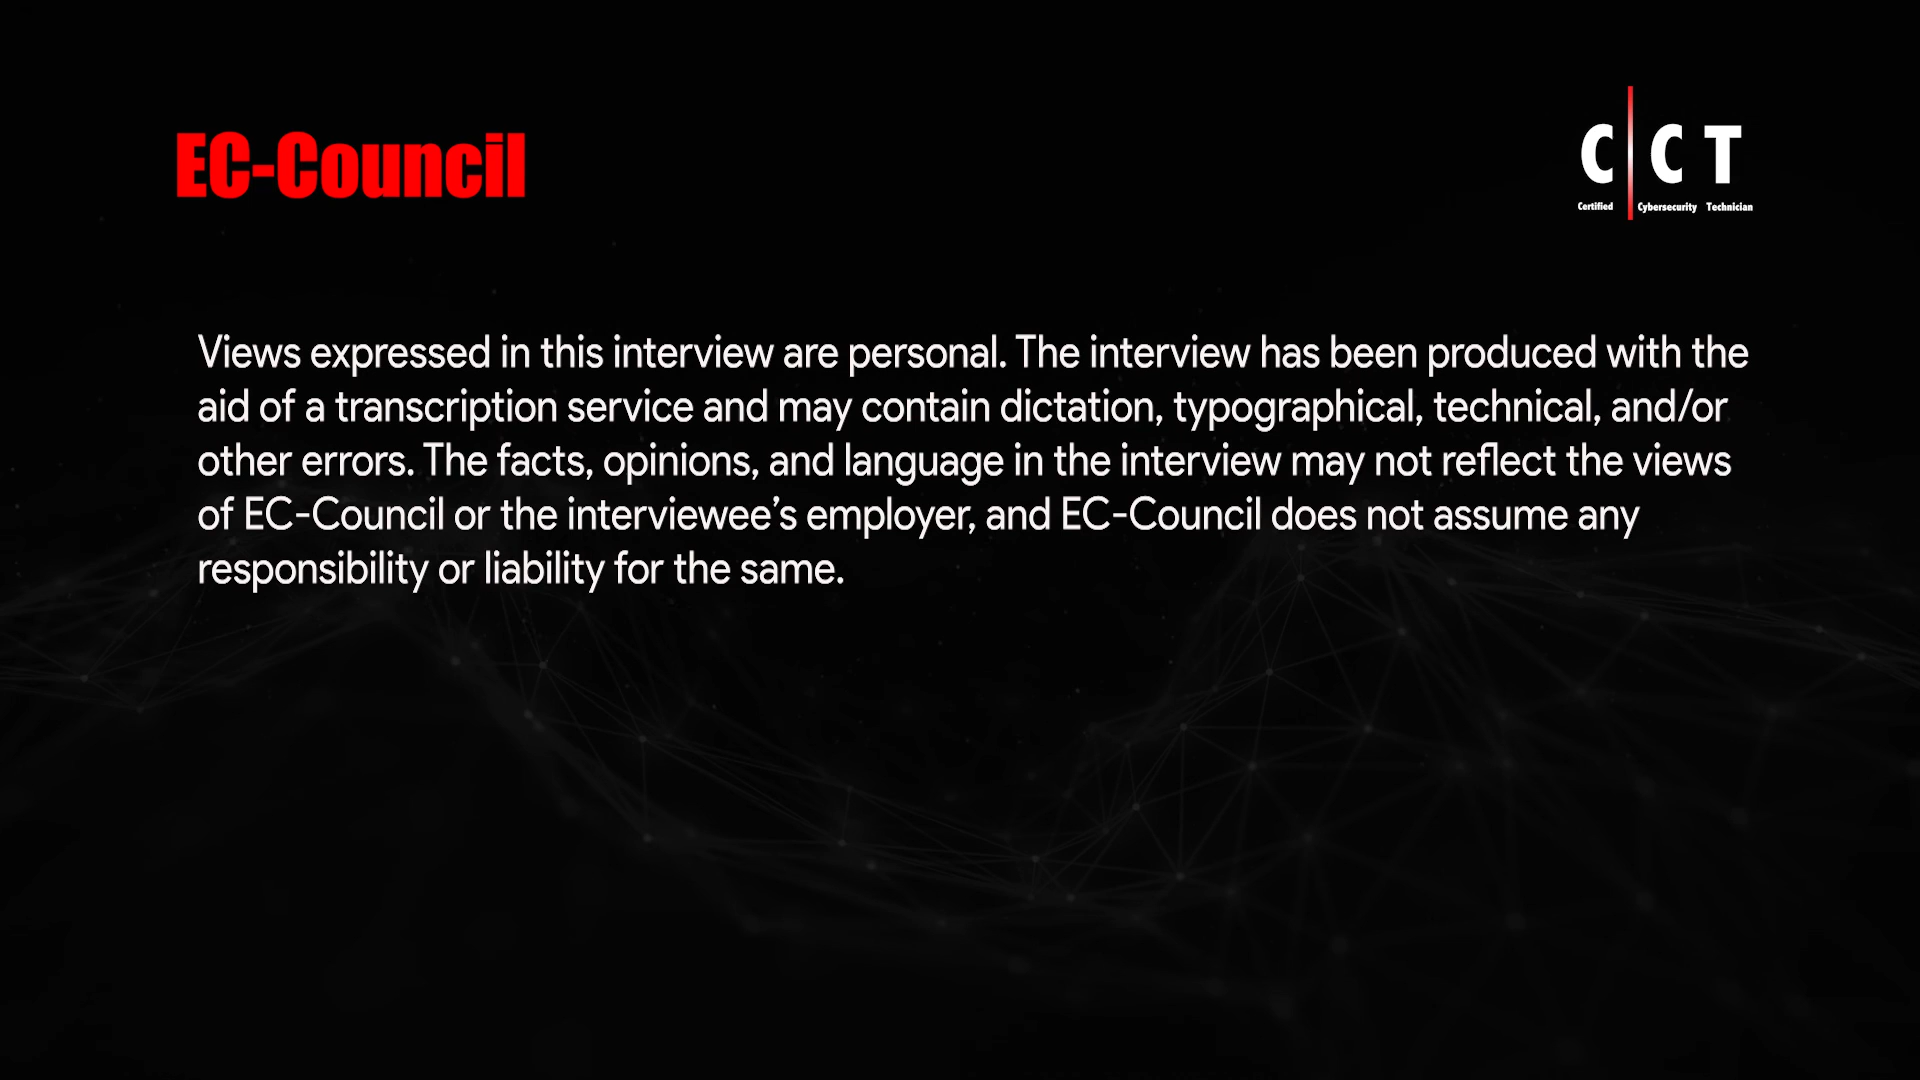 EC-Council
C|CT
Certified Cybersecurity Technician
Views expressed in this interview are personal. The interview has been produced with the
aid of a transcription service and may contain dictation, typographical, technical, and/or
other errors. The facts, opinions, and language in the interview may not reflect the views
of EC-Council or the interviewee’s employer, and EC-Council does not assume any
responsibility or liability for the same.